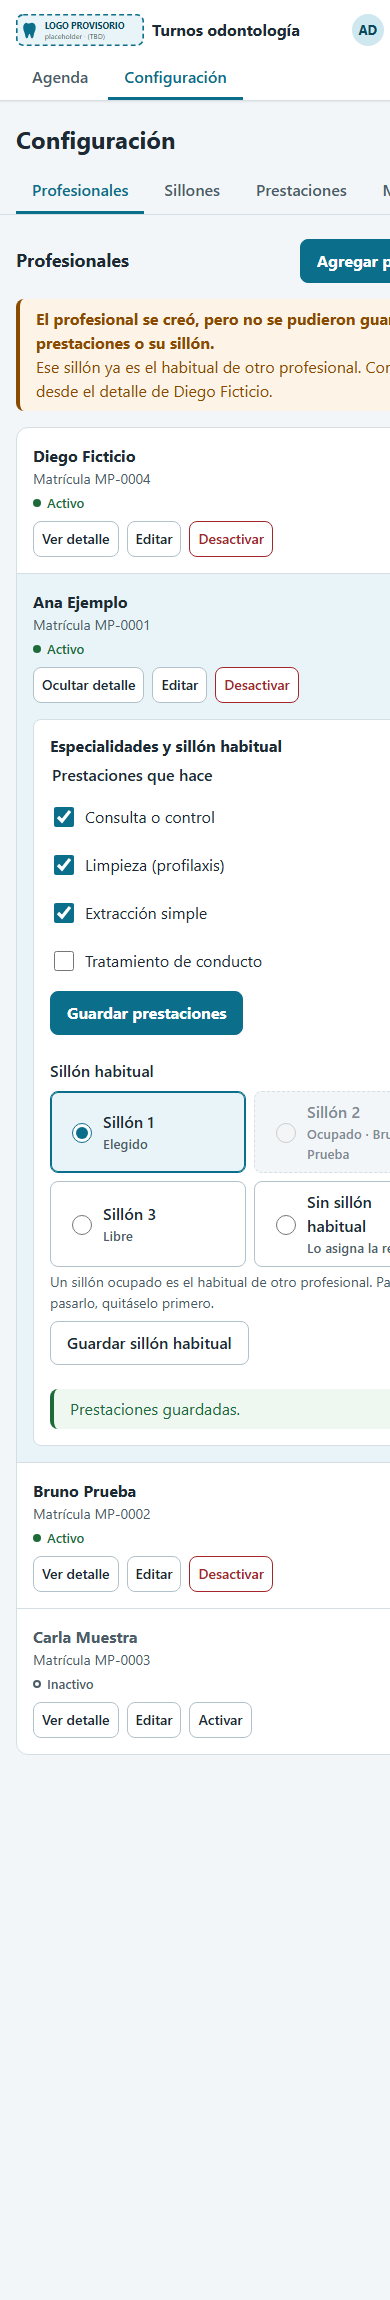 LOGO PROVISORIO
placeholder · (TBD)
Turnos odontología
AD
Agenda
Configuración
Configuración
Profesionales
Sillones
Prestaciones
Profesionales
Agregar
El profesional se creó, pero no se pudieron
prestaciones o su sillón.
Ese sillón ya es el habitual de otro profesional.
desde el detalle de Diego Ficticio.
Diego Ficticio
Matrícula MP-0004
Activo
Ver detalle
Editar
Desactivar
Ana Ejemplo
Matrícula MP-0001
Activo
Ocultar detalle
Editar
Desactivar
Especialidades y sillón habitual
Prestaciones que hace
Consulta o control
Limpieza (profilaxis)
Extracción simple
Tratamiento de conducto
Guardar prestaciones
Sillón habitual
Sillón 1
Elegido
Sillón 2
Ocupado ·
Prueba
Sillón 3
Libre
Sin sillón
habitual
Lo asigna la
Un sillón ocupado es el habitual de otro profesional.
pasarlo, quitáselo primero.
Guardar sillón habitual
Prestaciones guardadas.
Bruno Prueba
Matrícula MP-0002
Activo
Ver detalle
Editar
Desactivar
Carla Muestra
Matrícula MP-0003
Inactivo
Ver detalle
Editar
Activar